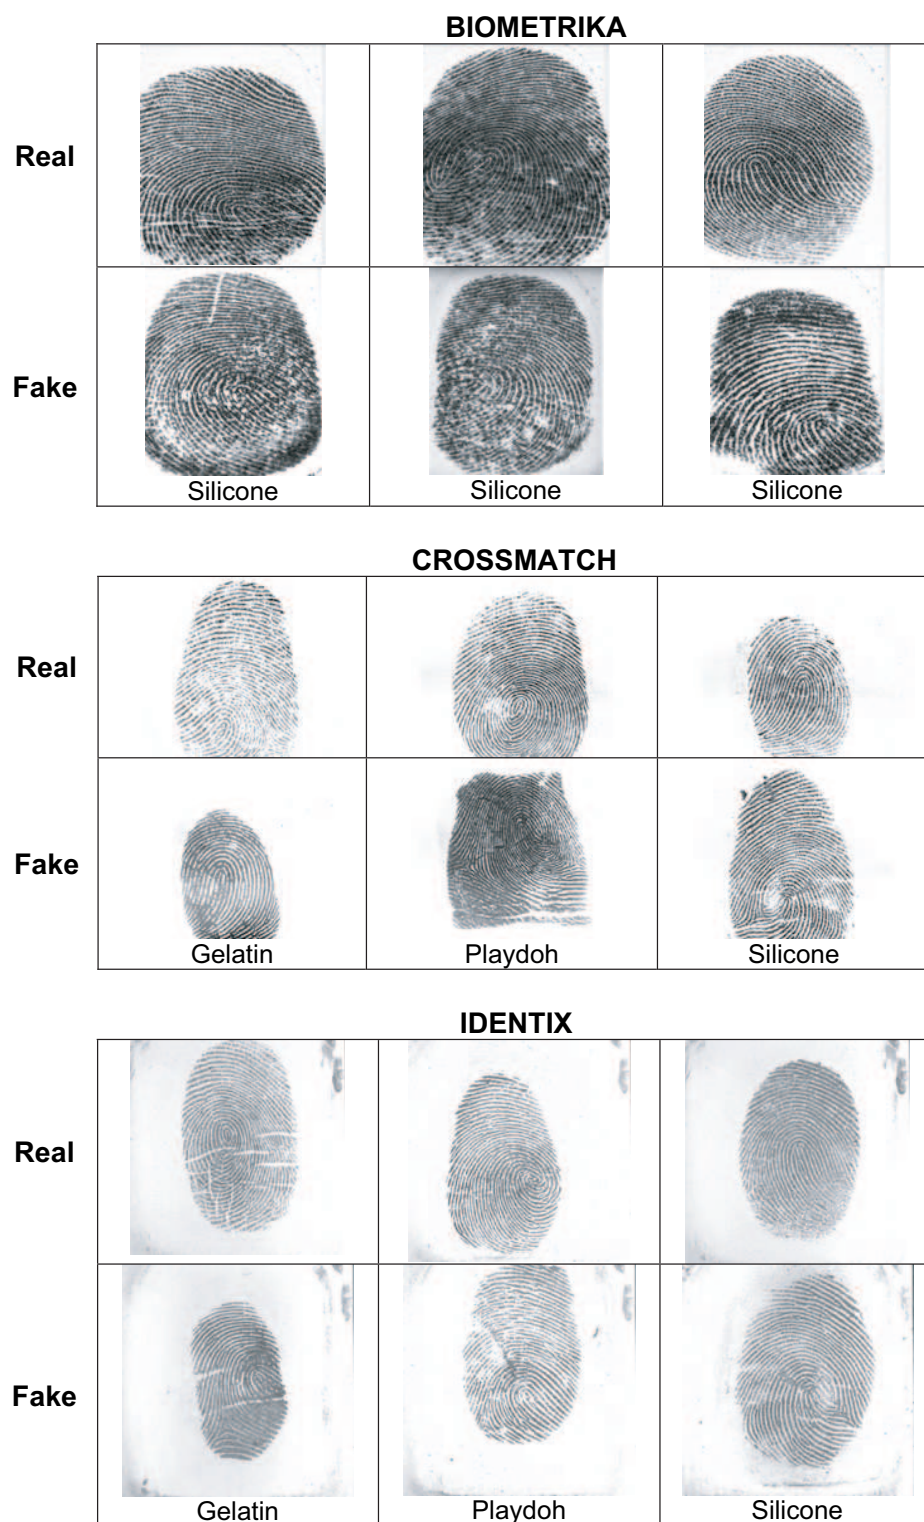 BIOMETRIKA
Real
Fake
Silicone Silicone Silicone
CROSSMATCH
Real
Fake
Gelatin Playdoh Silicone
IDENTIX
Real
Fake
Gelatin Playdoh Silicone